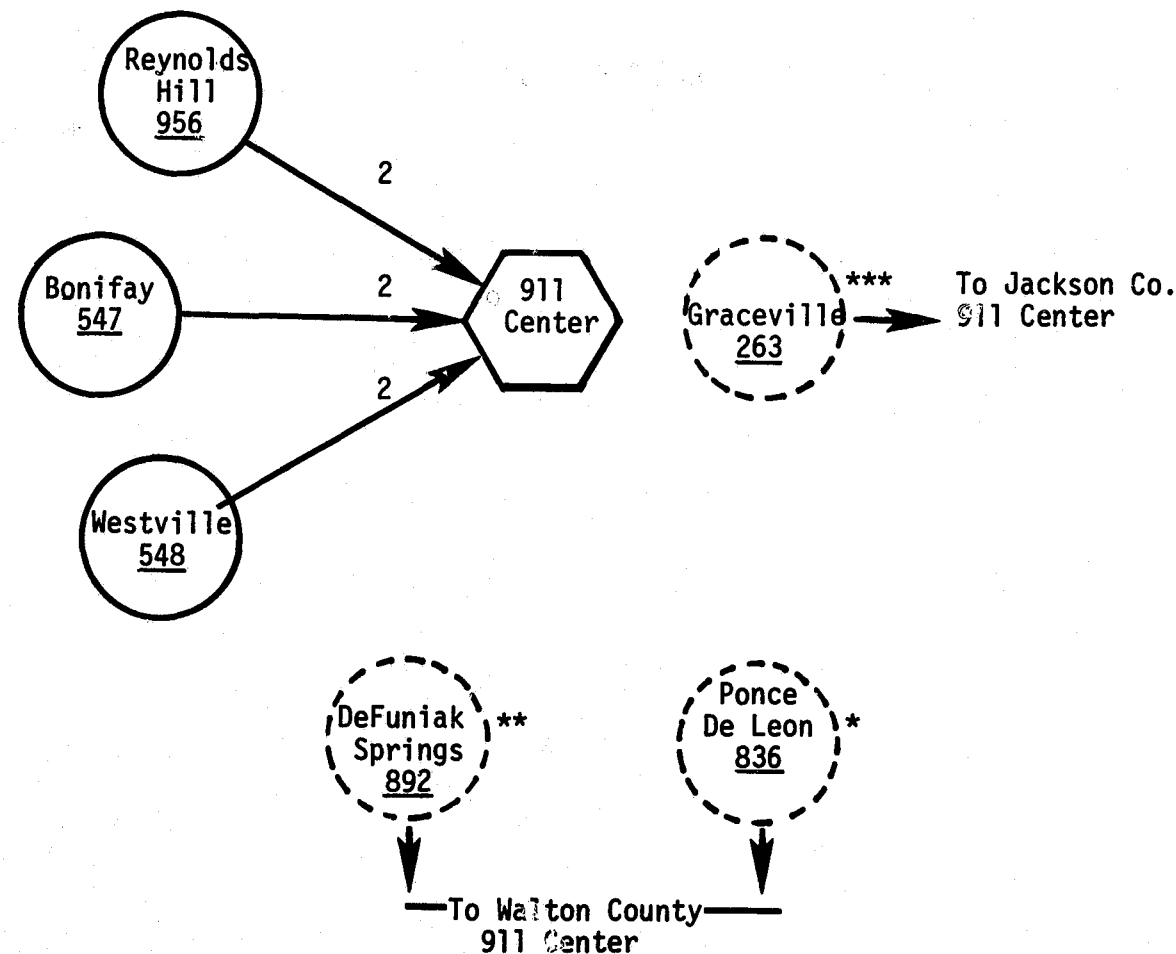 Reynolds
Hill
956
2
Bonifay
547
2
911
Center
Graceville
263
***
To Jackson Co.
911 Center
2
Westville
548
DeFuniak
Springs
892
**
Ponce
De Leon
836
*
To Walton County
911 Center